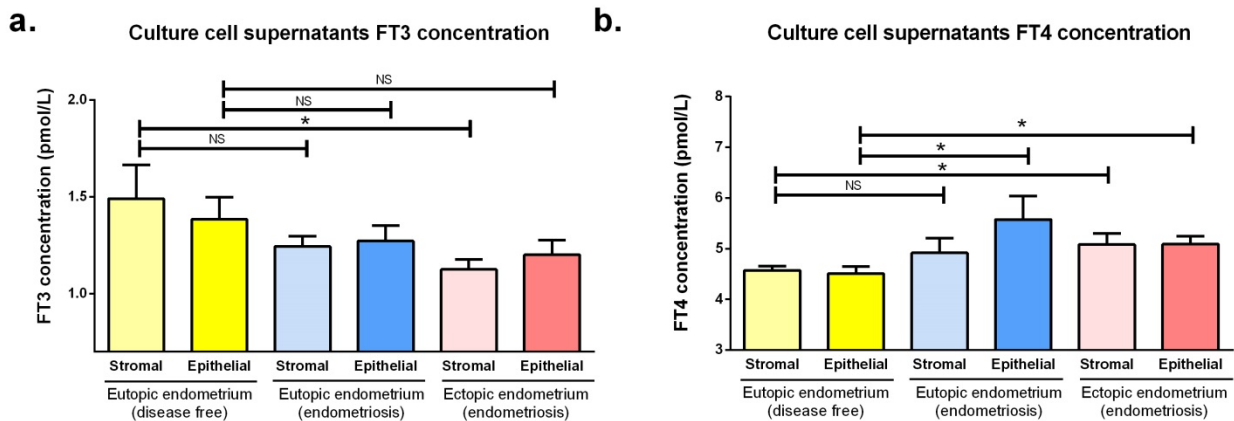 a.
Culture cell supernatants FT3 concentration
FT3 concentration (pmol/L)
2.0
1.5
1.0
NS
NS
*
NS
Stromal Epithelial Stromal Epithelial Stromal Epithelial
Eutopic endometrium Eutopic endometrium Ectopic endometrium
(disease free) (endometriosis) (endometriosis)
b.
Culture cell supernatants FT4 concentration
FT4 concentration (pmol/L)
8
7
6
5
4
3
*
*
*
NS
Stromal Epithelial Stromal Epithelial Stromal Epithelial
Eutopic endometrium Eutopic endometrium Ectopic endometrium
(disease free) (endometriosis) (endometriosis)